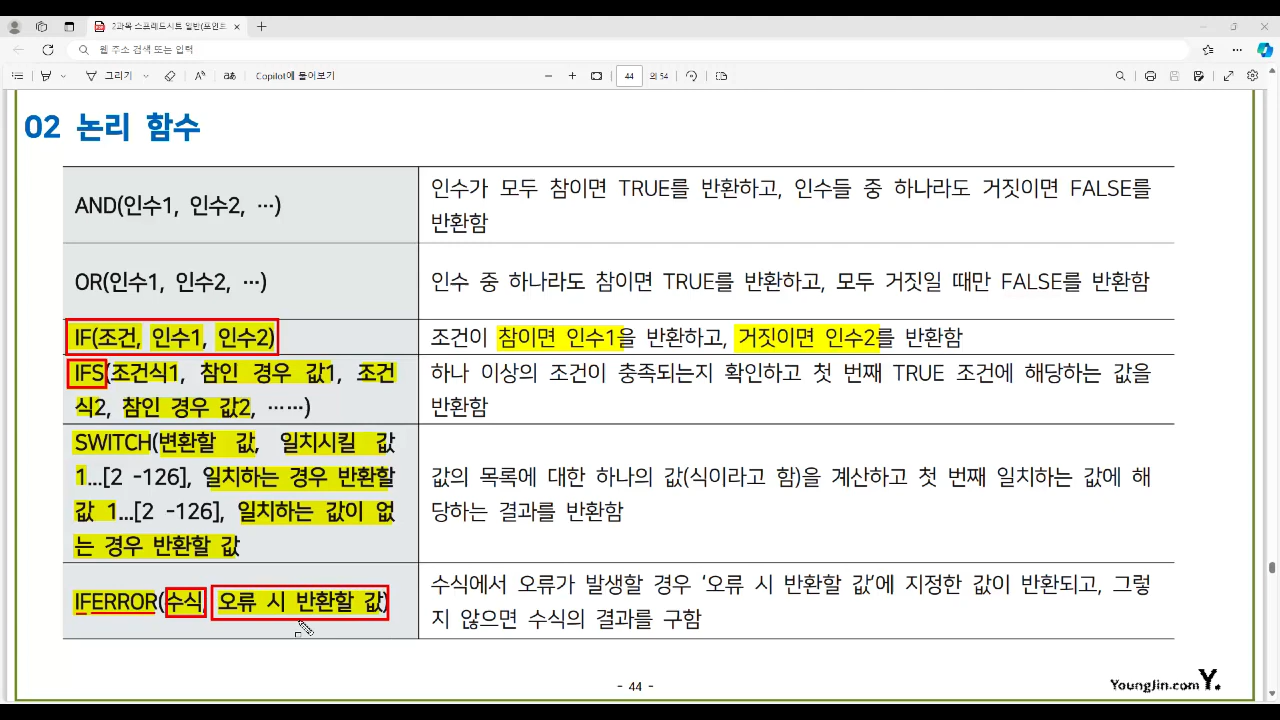 2과목 스프레드시트 일반(포인트
웹 주소 검색 또는 입력
그리기
Copilot에 물어보기
44 의 54
02 논리 함수
AND(인수1, 인수2, …)
인수가 모두 참이면 TRUE를 반환하고, 인수들 중 하나라도 거짓이면 FALSE를
반환함
OR(인수1, 인수2, …)
인수 중 하나라도 참이면 TRUE를 반환하고, 모두 거짓일 때만 FALSE를 반환함
IF(조건, 인수1, 인수2)
조건이 참이면 인수1을 반환하고, 거짓이면 인수2를 반환함
IFS(조건식1, 참인 경우 값1, 조건
식2, 참인 경우 값2, ……)
하나 이상의 조건이 충족되는지 확인하고 첫 번째 TRUE 조건에 해당하는 값을
반환함
SWITCH(변환할 값, 일치시킬 값
1…[2 -126], 일치하는 경우 반환할
값 1…[2 -126], 일치하는 값이 없
는 경우 반환할 값
값의 목록에 대한 하나의 값(식이라고 함)을 계산하고 첫 번째 일치하는 값에 해
당하는 결과를 반환함
IFERROR(수식, 오류 시 반환할 값)
수식에서 오류가 발생할 경우 ‘오류 시 반환할 값’에 지정한 값이 반환되고, 그렇
지 않으면 수식의 결과를 구함
- 44 -
YoungJin.com Y.